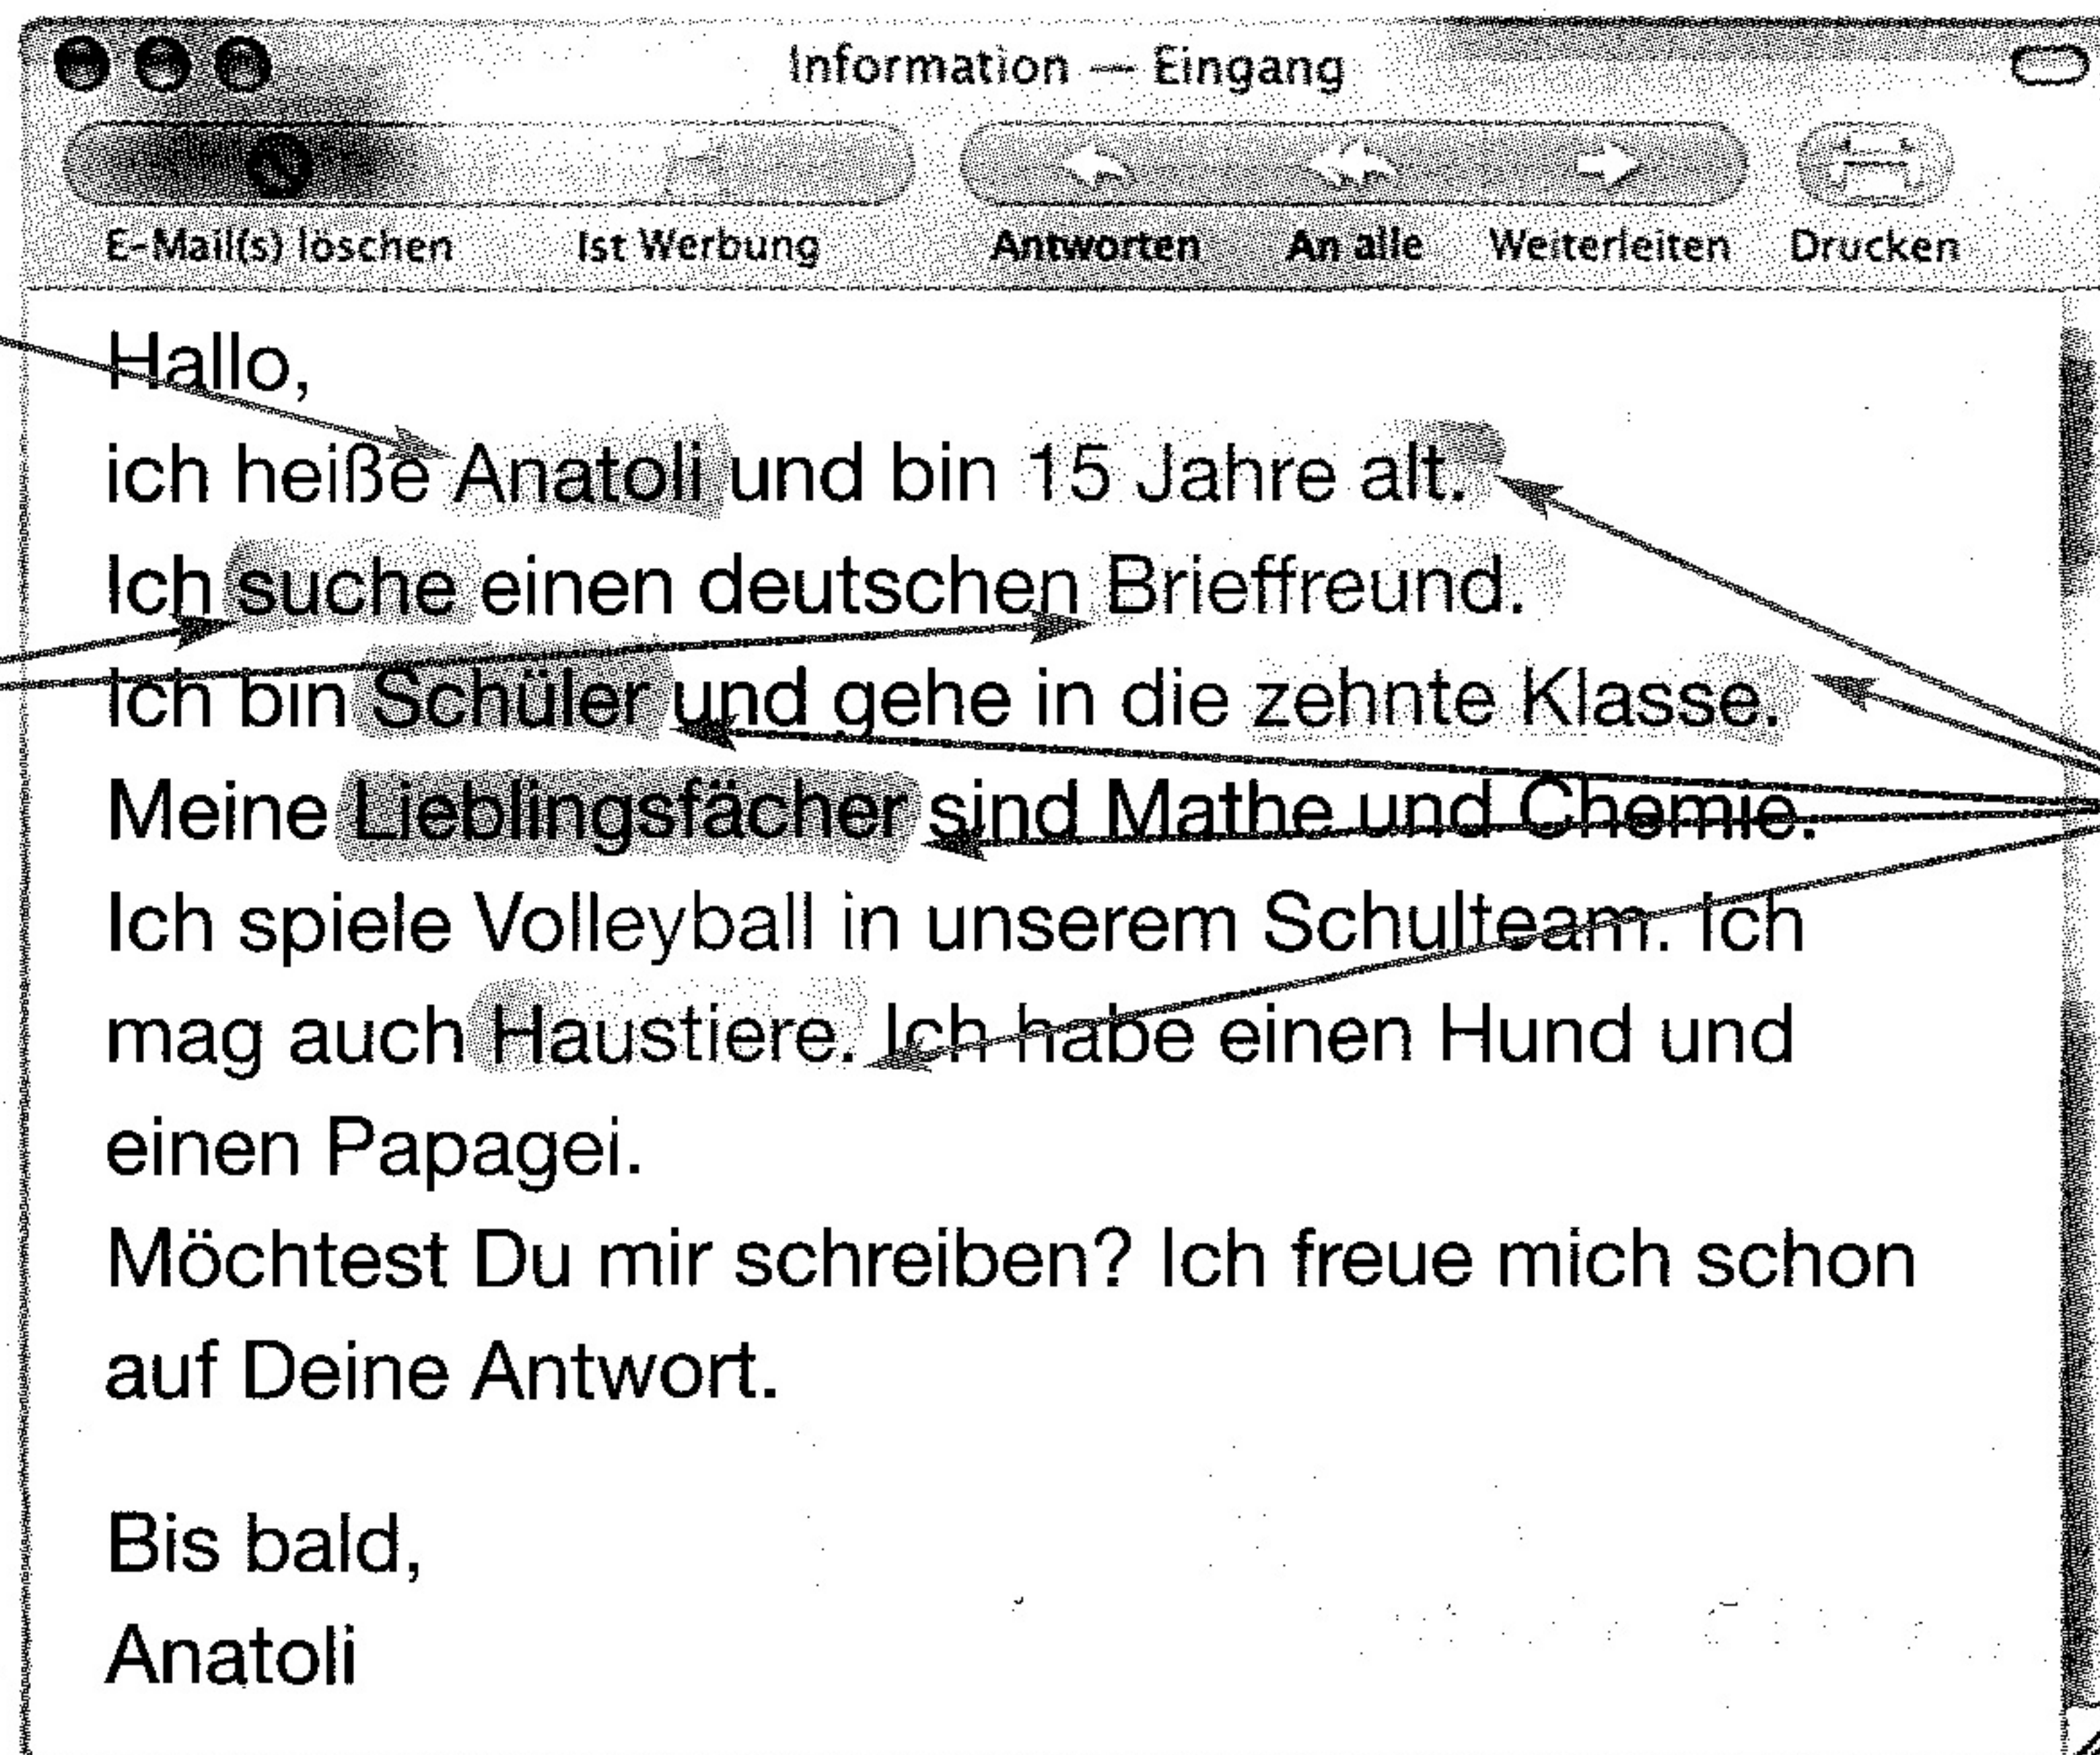 Information — Eingang
E-Mail(s) löschen Ist Werbung Antworten An alle Weiterleiten Drucken
Hallo,
ich heiße Anatoli und bin 15 Jahre alt.
Ich suche einen deutschen Brieffreund.
Ich bin Schüler und gehe in die zehnte Klasse.
Meine Lieblingsfächer sind Mathe und Chemie.
Ich spiele Volleyball in unserem Schulteam. Ich
mag auch Haustiere. Ich habe einen Hund und
einen Papagei.
Möchtest Du mir schreiben? Ich freue mich schon
auf Deine Antwort.
Bis bald,
Anatoli